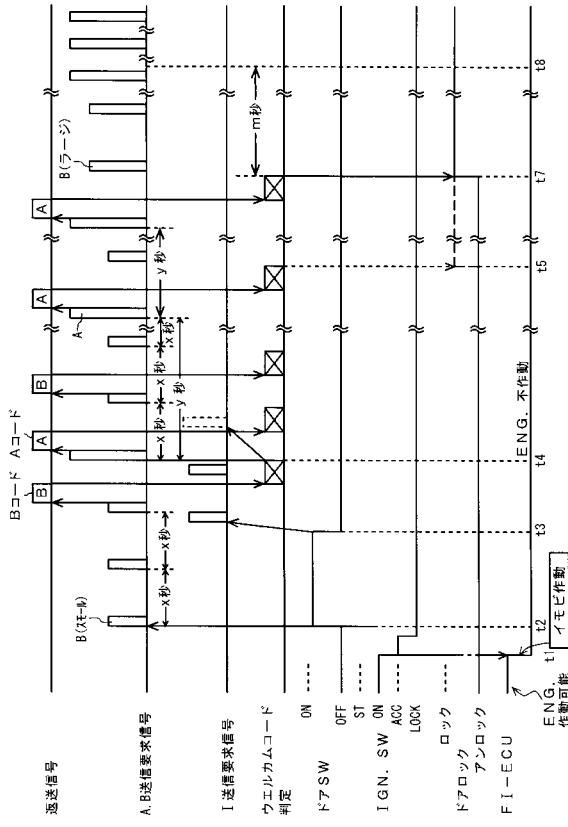 返送信号
A.B送信要求信号
I 送信要求信号
ウエルカムコード
判定
ドアSW
ON
OFF
ST
IGN. SW
ON
ACC
LOCK
ロック
ドアロック
アンロック
FI-ECU
ENG.
作動可能
イモビ作動
ENG. 不作動
Bコード
Aコード
B
A
B
A
A
B(スモール)
A
B(ラージ)
x秒
x秒
x秒
x秒
x秒
y秒
y秒
m秒
t1
t2
t3
t4
t5
t7
t8